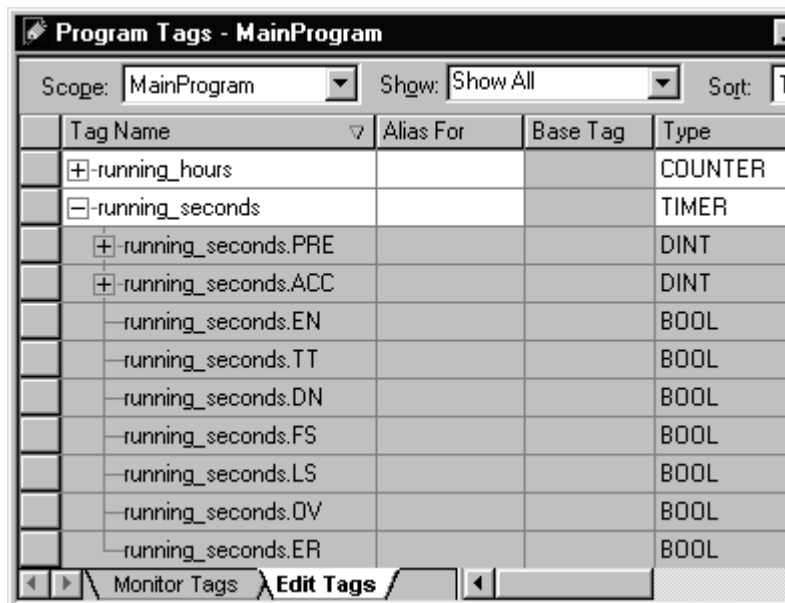 Program Tags - MainProgram
Scope: MainProgram Show: Show All Sort:
Tag Name Alias For Base Tag Type
running_hours COUNTER
running_seconds TIMER
running_seconds.PRE DINT
running_seconds.ACC DINT
running_seconds.EN BOOL
running_seconds.TT BOOL
running_seconds.DN BOOL
running_seconds.FS BOOL
running_seconds.LS BOOL
running_seconds.OV BOOL
running_seconds.ER BOOL
Monitor Tags Edit Tags